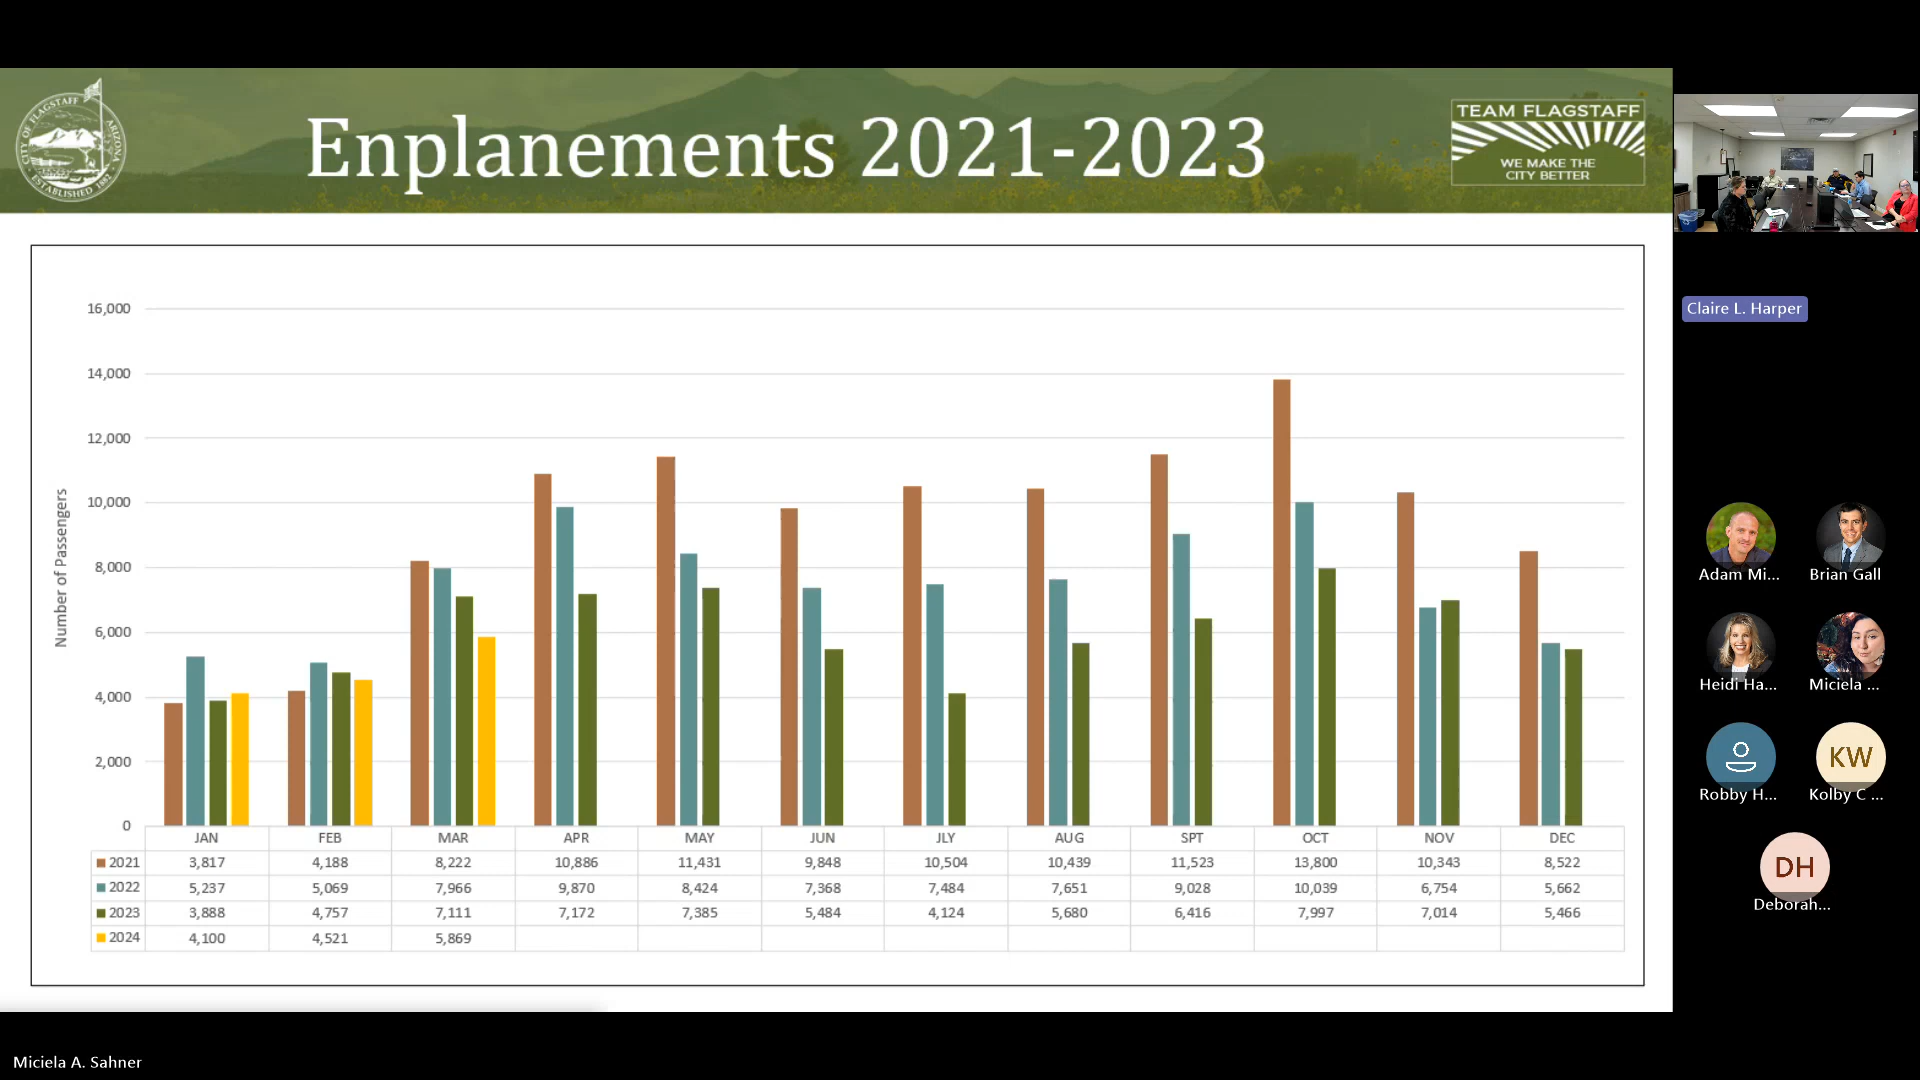 CITY OF FLAGSTAFF ARIZONA
ESTABLISHED 1882
Enplanements 2021-2023
TEAM FLAGSTAFF
WE MAKE THE
CITY BETTER
Number of Passengers
16,000
14,000
12,000
10,000
8,000
6,000
4,000
2,000
0
JAN FEB MAR APR MAY JUN JLY AUG SPT OCT NOV DEC
2021 3,817 4,188 8,222 10,886 11,431 9,848 10,504 10,439 11,523 13,800 10,343 8,522
2022 5,237 5,069 7,966 9,870 8,424 7,368 7,484 7,651 9,028 10,039 6,754 5,662
2023 3,888 4,757 7,111 7,172 7,385 5,484 4,124 5,680 6,416 7,997 7,014 5,466
2024 4,100 4,521 5,869
Claire L. Harper
Adam Mi... Brian Gall
Heidi Ha... Miciela ...
KW
Robby H... Kolby C ...
DH
Deborah...
Miciela A. Sahner